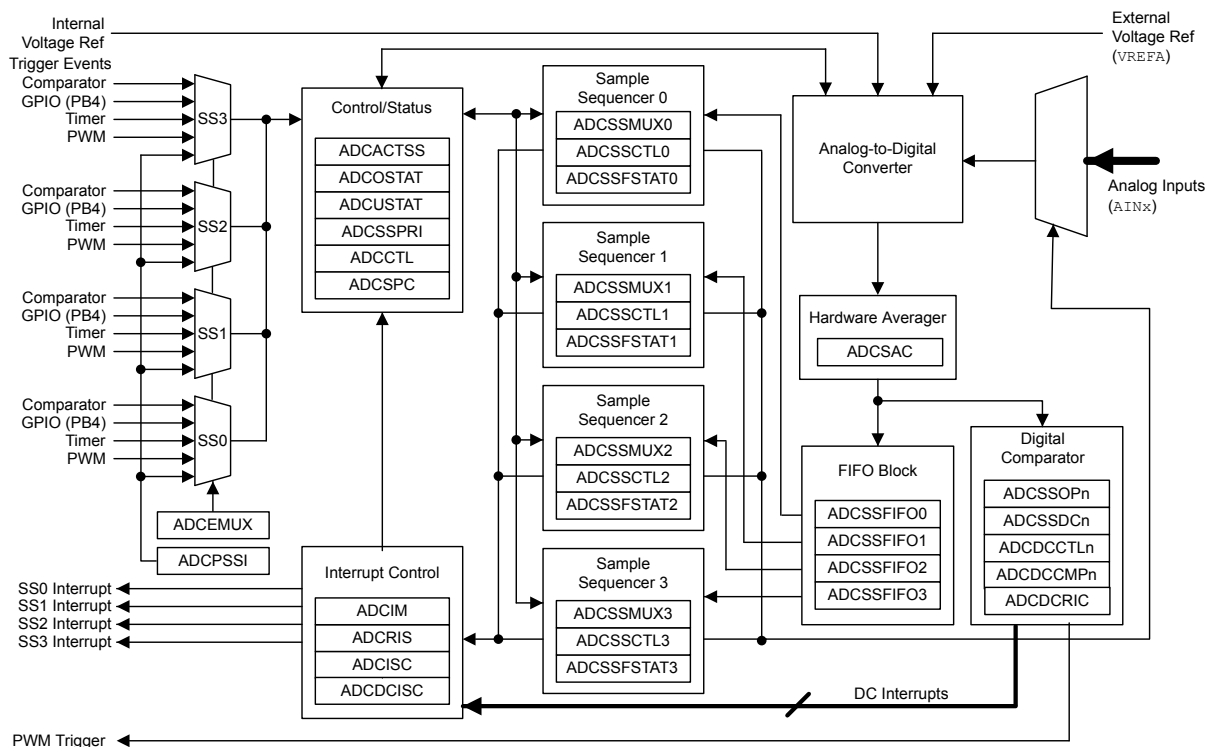 Internal
Voltage Ref
External
Voltage Ref
(VREFA)
Trigger Events
Comparator
GPIO (PB4)
Timer
PWM
SS3
Comparator
GPIO (PB4)
Timer
PWM
SS2
Comparator
GPIO (PB4)
Timer
PWM
SS1
Comparator
GPIO (PB4)
Timer
PWM
SS0
ADCEMUX
ADCPSSI
SS0 Interrupt
SS1 Interrupt
SS2 Interrupt
SS3 Interrupt
PWM Trigger
Control/Status
ADCACTSS
ADCOSTAT
ADCUSTAT
ADCSSPRI
ADCCTL
ADCSPC
Interrupt Control
ADCIM
ADCRIS
ADCISC
ADCDCISC
Sample
Sequencer 0
ADCSSMUX0
ADCSSCTL0
ADCSSFSTAT0
Sample
Sequencer 1
ADCSSMUX1
ADCSSCTL1
ADCSSFSTAT1
Sample
Sequencer 2
ADCSSMUX2
ADCSSCTL2
ADCSSFSTAT2
Sample
Sequencer 3
ADCSSMUX3
ADCSSCTL3
ADCSSFSTAT3
Analog-to-Digital
Converter
Analog Inputs
(AINx)
Hardware Averager
ADCSAC
FIFO Block
ADCSSFIFO0
ADCSSFIFO1
ADCSSFIFO2
ADCSSFIFO3
Digital
Comparator
ADCSSOPn
ADCSSDCn
ADCDCCTLn
ADCDCCMPn
ADCDCRIC
DC Interrupts